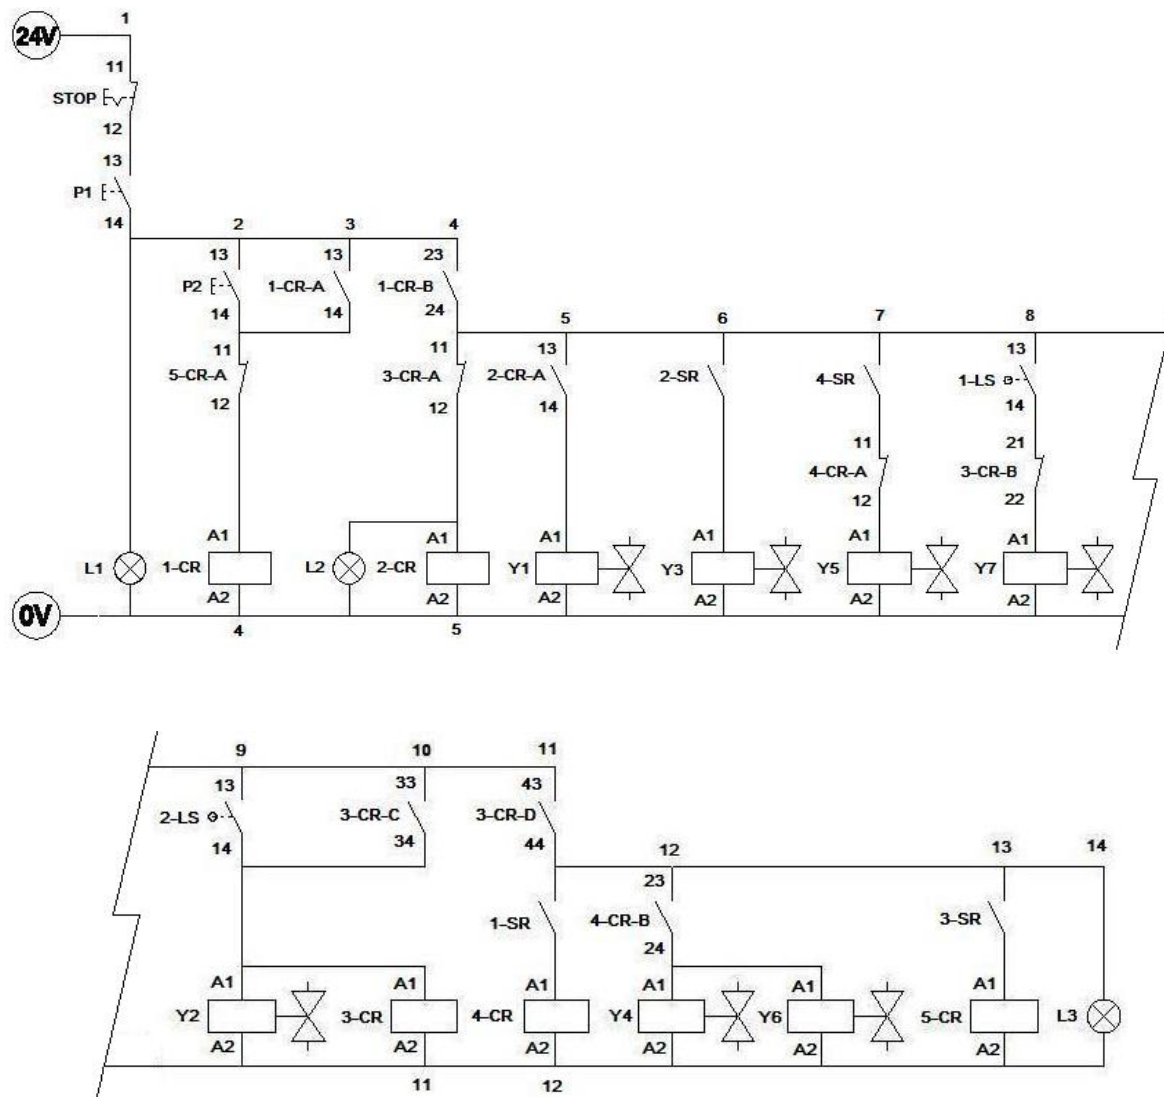 1
24V
11
STOP
12
13
P1
14
2 3 4
13 13 23
P2 1-CR-A 1-CR-B
14 14 24
5 6 7 8
11 11 13 13
5-CR-A 3-CR-A 2-CR-A 2-SR 4-SR 1-LS
12 12 14 14
11 21
4-CR-A 3-CR-B
12 22
A1 A1 A1 A1 A1 A1
L1 1-CR L2 2-CR Y1 Y3 Y5 Y7
A2 A2 A2 A2 A2 A2
0V
4 5
9 10 11
13 33 43
2-LS 3-CR-C 3-CR-D
14 34 44
12 13 14
23
1-SR 4-CR-B 3-SR
24
A1 A1 A1 A1 A1 A1
Y2 3-CR 4-CR Y4 Y6 5-CR L3
A2 A2 A2 A2 A2 A2
11 12